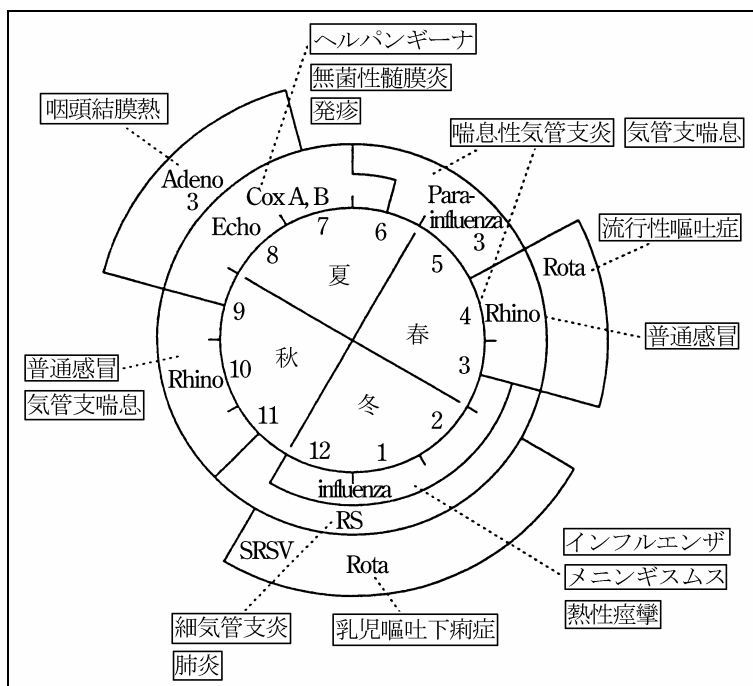 ヘルパンギーナ
無菌性髄膜炎
発疹
咽頭結膜熱
喘息性気管支炎
気管支喘息
Adeno
3
Cox A, B
Echo
Para-
influenza
3
流行性嘔吐症
Rota
7
6
8
5
夏
9
4
Rhino
春
普通感冒
秋
10
3
Rhino
普通感冒
気管支喘息
冬
11
2
12
1
influenza
RS
SRSV
Rota
インフルエンザ
メニンギスムス
熱性痙攣
細気管支炎
肺炎
乳児嘔吐下痢症